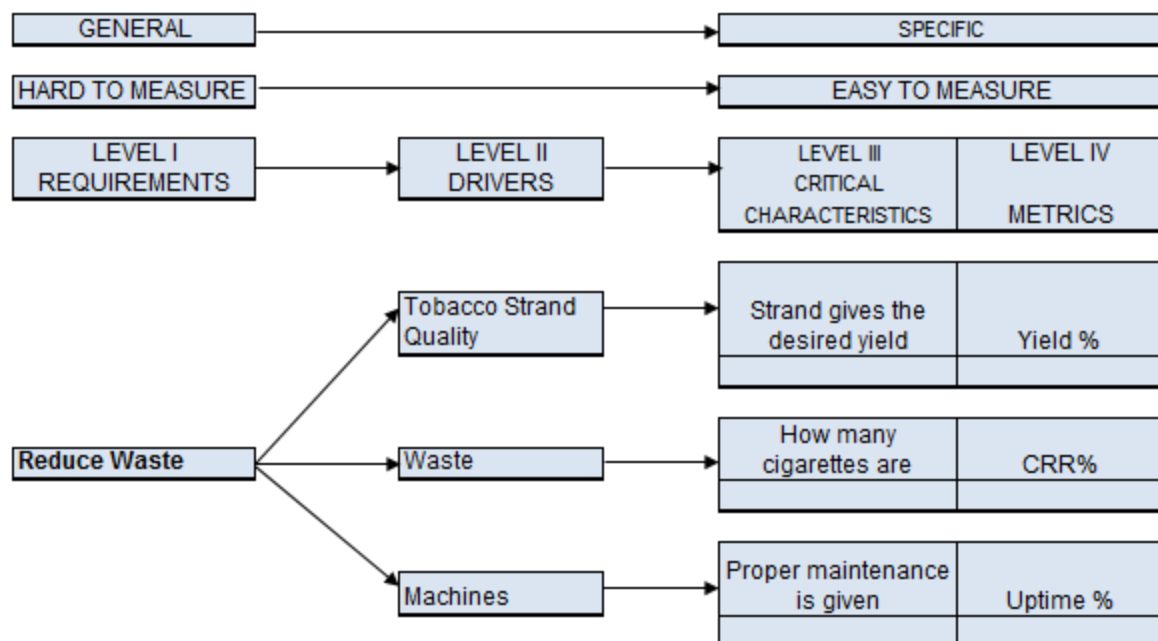 GENERAL
SPECIFIC
HARD TO MEASURE
EASY TO MEASURE
LEVEL I
REQUIREMENTS
LEVEL II
DRIVERS
LEVEL III
CRITICAL
CHARACTERISTICS
LEVEL IV
METRICS
Tobacco Strand
Quality
Strand gives the
desired yield
Yield %
Reduce Waste
Waste
How many
cigarettes are
CRR%
Machines
Proper maintenance
is given
Uptime %